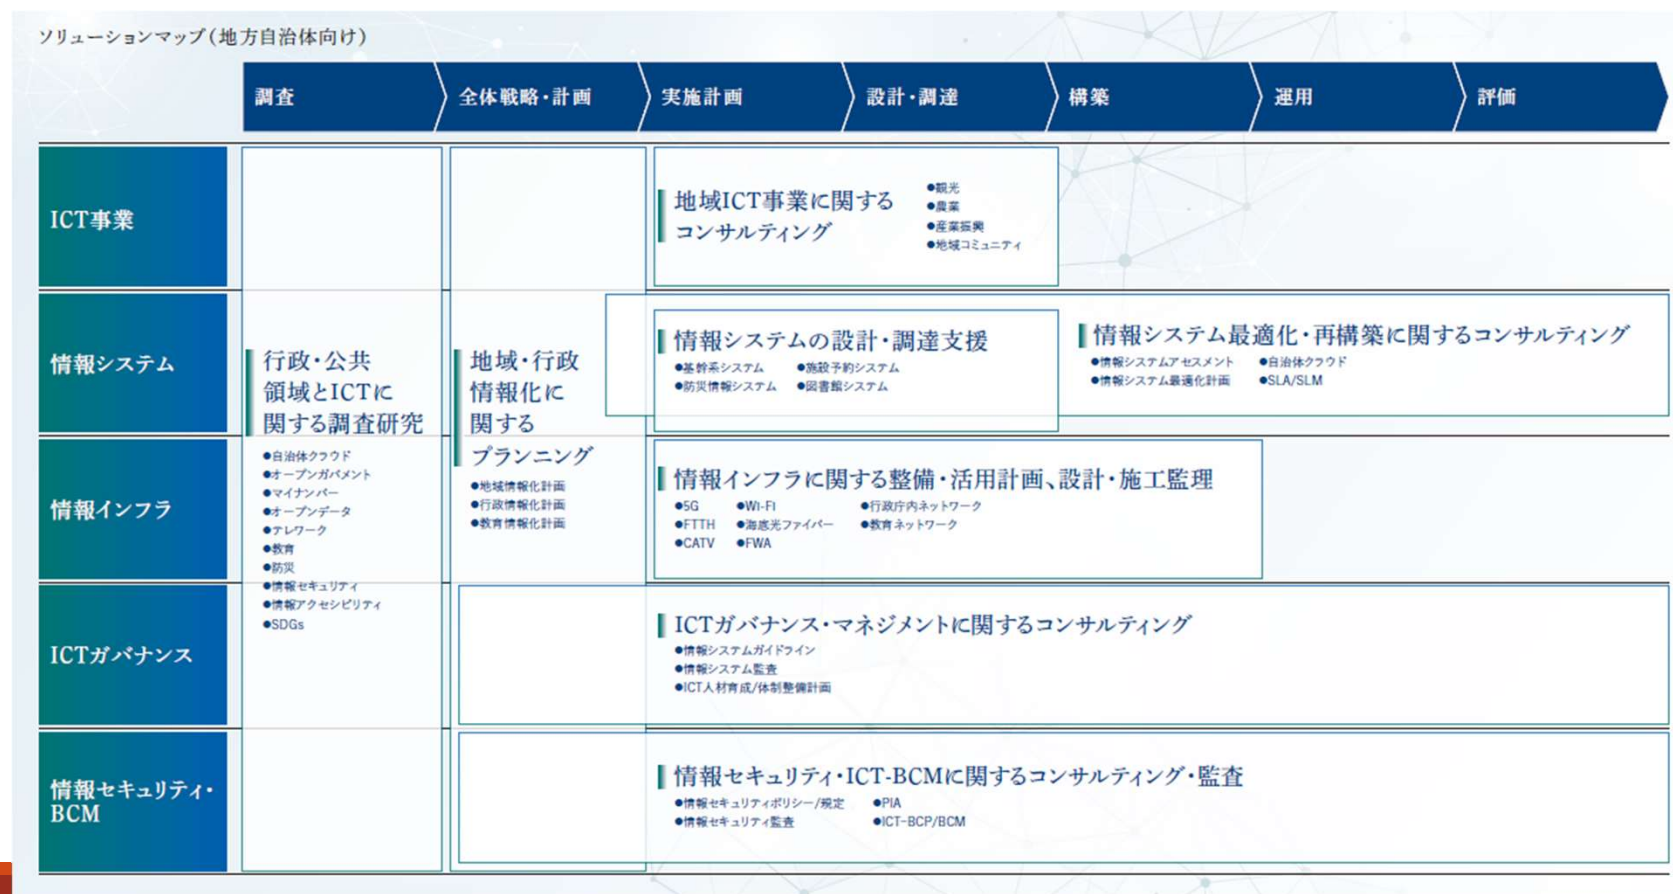 ソリューションマップ(地方自治体向け)
調査
全体戦略・計画
実施計画
設計・調達
構築
運用
評価
ICT事業
地域ICT事業に関する
コンサルティング
●観光
●農業
●産業振興
●地域コミュニティ
情報システム
行政・公共
領域とICTに
関する調査研究
●自治体クラウド
●オープンガバメント
●マイナンバー
●オープンデータ
●テレワーク
●教育
●防災
●情報セキュリティ
●情報アクセシビリティ
●SDGs
地域・行政
情報化に
関する
プランニング
●地域情報化計画
●行政情報化計画
●教育情報化計画
情報システムの設計・調達支援
●基幹系システム ●施設予約システム
●防災情報システム ●図書館システム
情報システム最適化・再構築に関するコンサルティング
●情報システムアセスメント ●自治体クラウド
●情報システム最適化計画 ●SLA/SLM
情報インフラ
情報インフラに関する整備・活用計画、設計・施工監理
●5G ●Wi-Fi ●行政庁内ネットワーク
●FTTH ●海底光ファイバー ●教育ネットワーク
●CATV ●FWA
ICTガバナンス
ICTガバナンス・マネジメントに関するコンサルティング
●情報システムガイドライン
●情報システム監査
●ICT人材育成/体制整備計画
情報セキュリティ・
BCM
情報セキュリティ・ICT-BCMに関するコンサルティング・監査
●情報セキュリティポリシー/規定 ●PIA
●情報セキュリティ監査 ●ICT-BCP/BCM